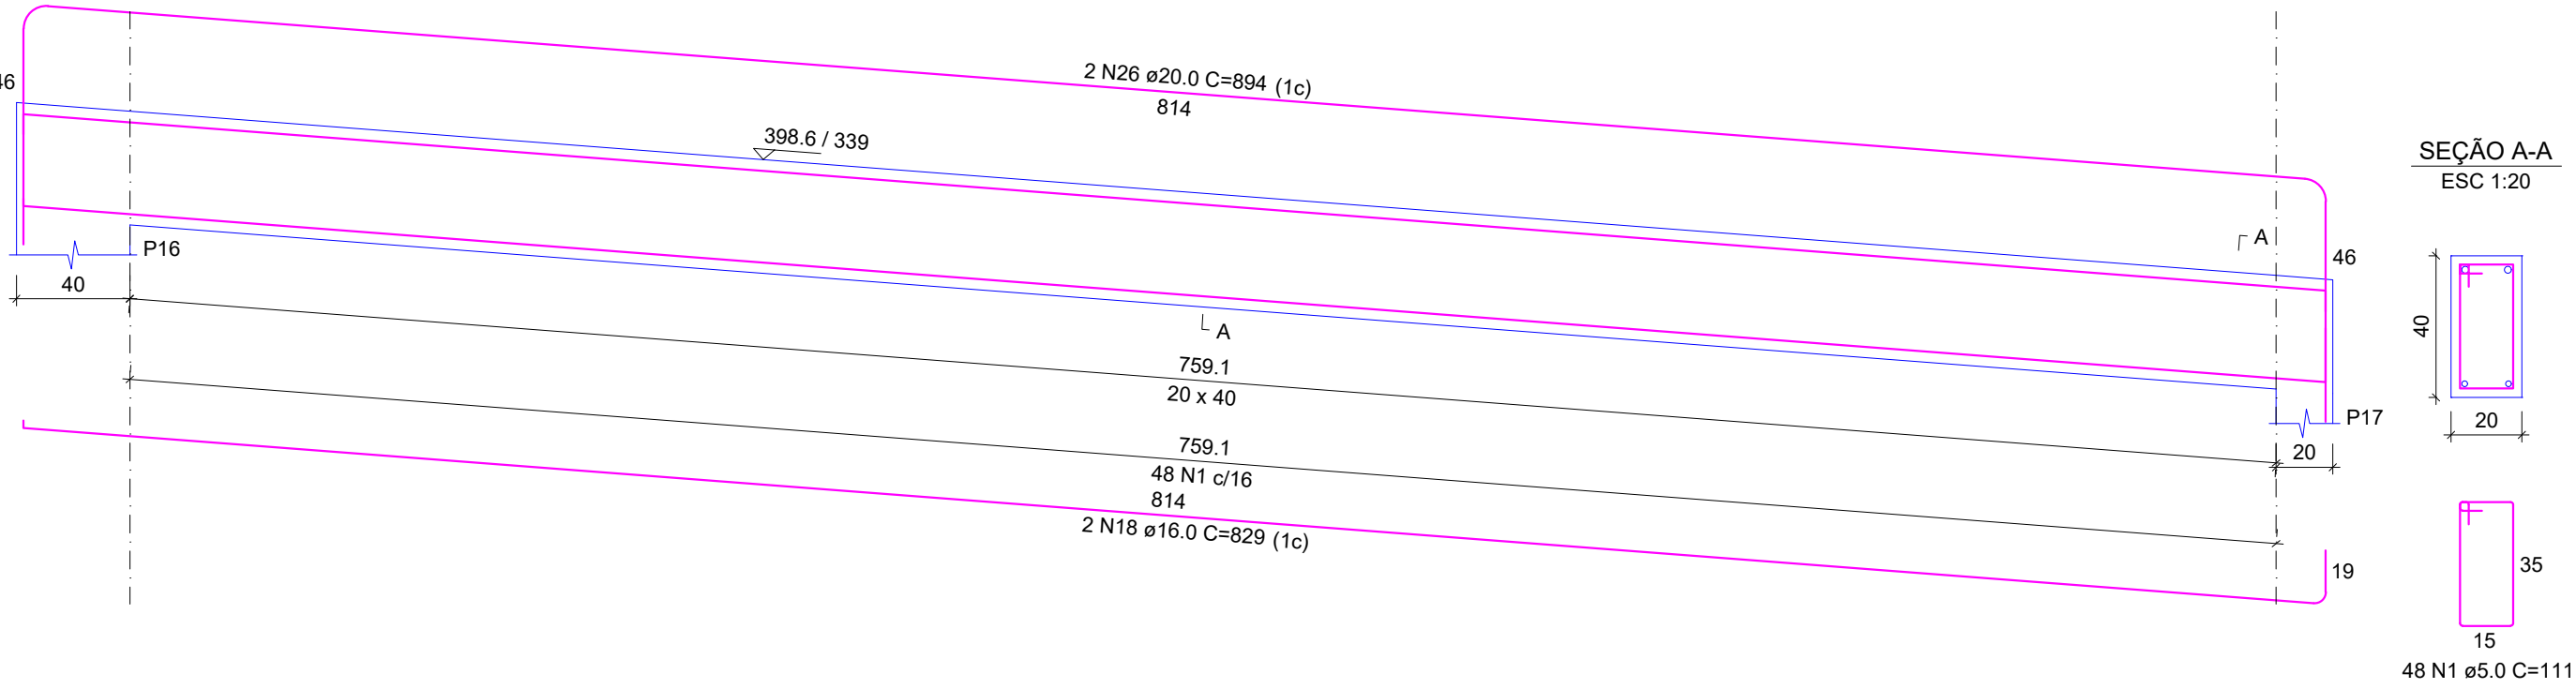 2 N26 ø20.0 C=894 (1c)
814
46
398.6 / 339
SEÇÃO A-A
ESC 1:20
A
46
P16
40
A
40
759.1
20 x 40
P17
20
20
759.1
48 N1 c/16
814
2 N18 ø16.0 C=829 (1c)
19
35
15
48 N1 ø5.0 C=111